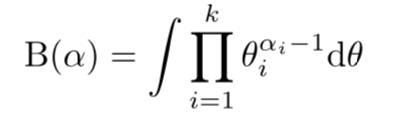 B(α) = ∫ ∏_{i=1}^{k} θ_i^{α_i−1} dθ